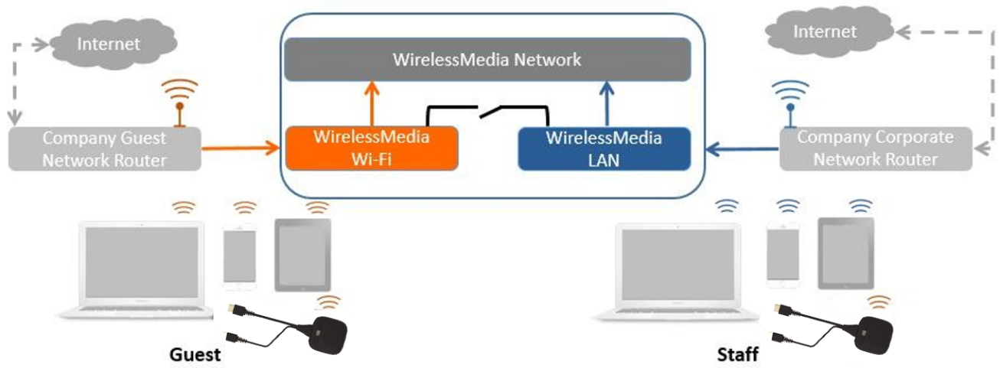 Internet
Internet
WirelessMedia Network
Company Guest
Network Router
WirelessMedia
Wi-Fi
WirelessMedia
LAN
Company Corporate
Network Router
Guest
Staff